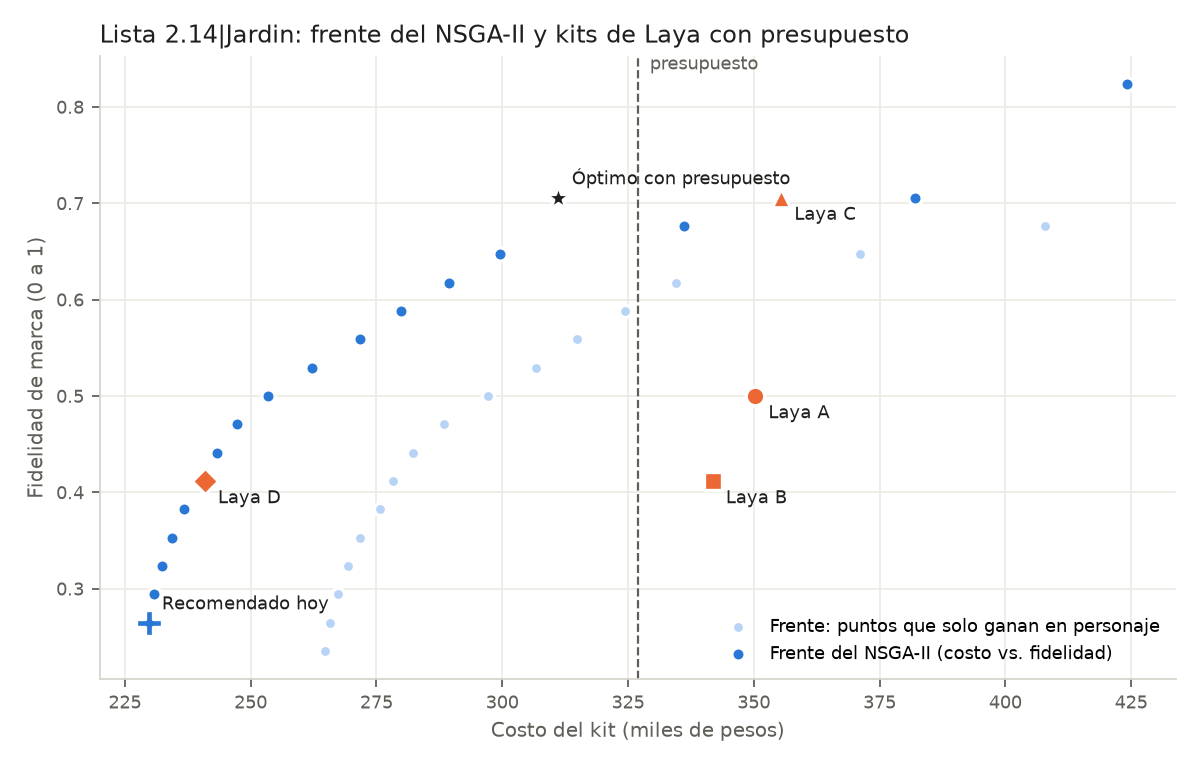 Lista 2.14|Jardin: frente del NSGA-II y kits de Laya con presupuesto
presupuesto
0.8
Óptimo con presupuesto
0.7
Laya C
0.6
0.5
Laya A
0.4
Laya D
Laya B
0.3
Recomendado hoy
Frente: puntos que solo ganan en personaje
Frente del NSGA-II (costo vs. fidelidad)
Fidelidad de marca (0 a 1)
225 250 275 300 325 350 375 400 425
Costo del kit (miles de pesos)